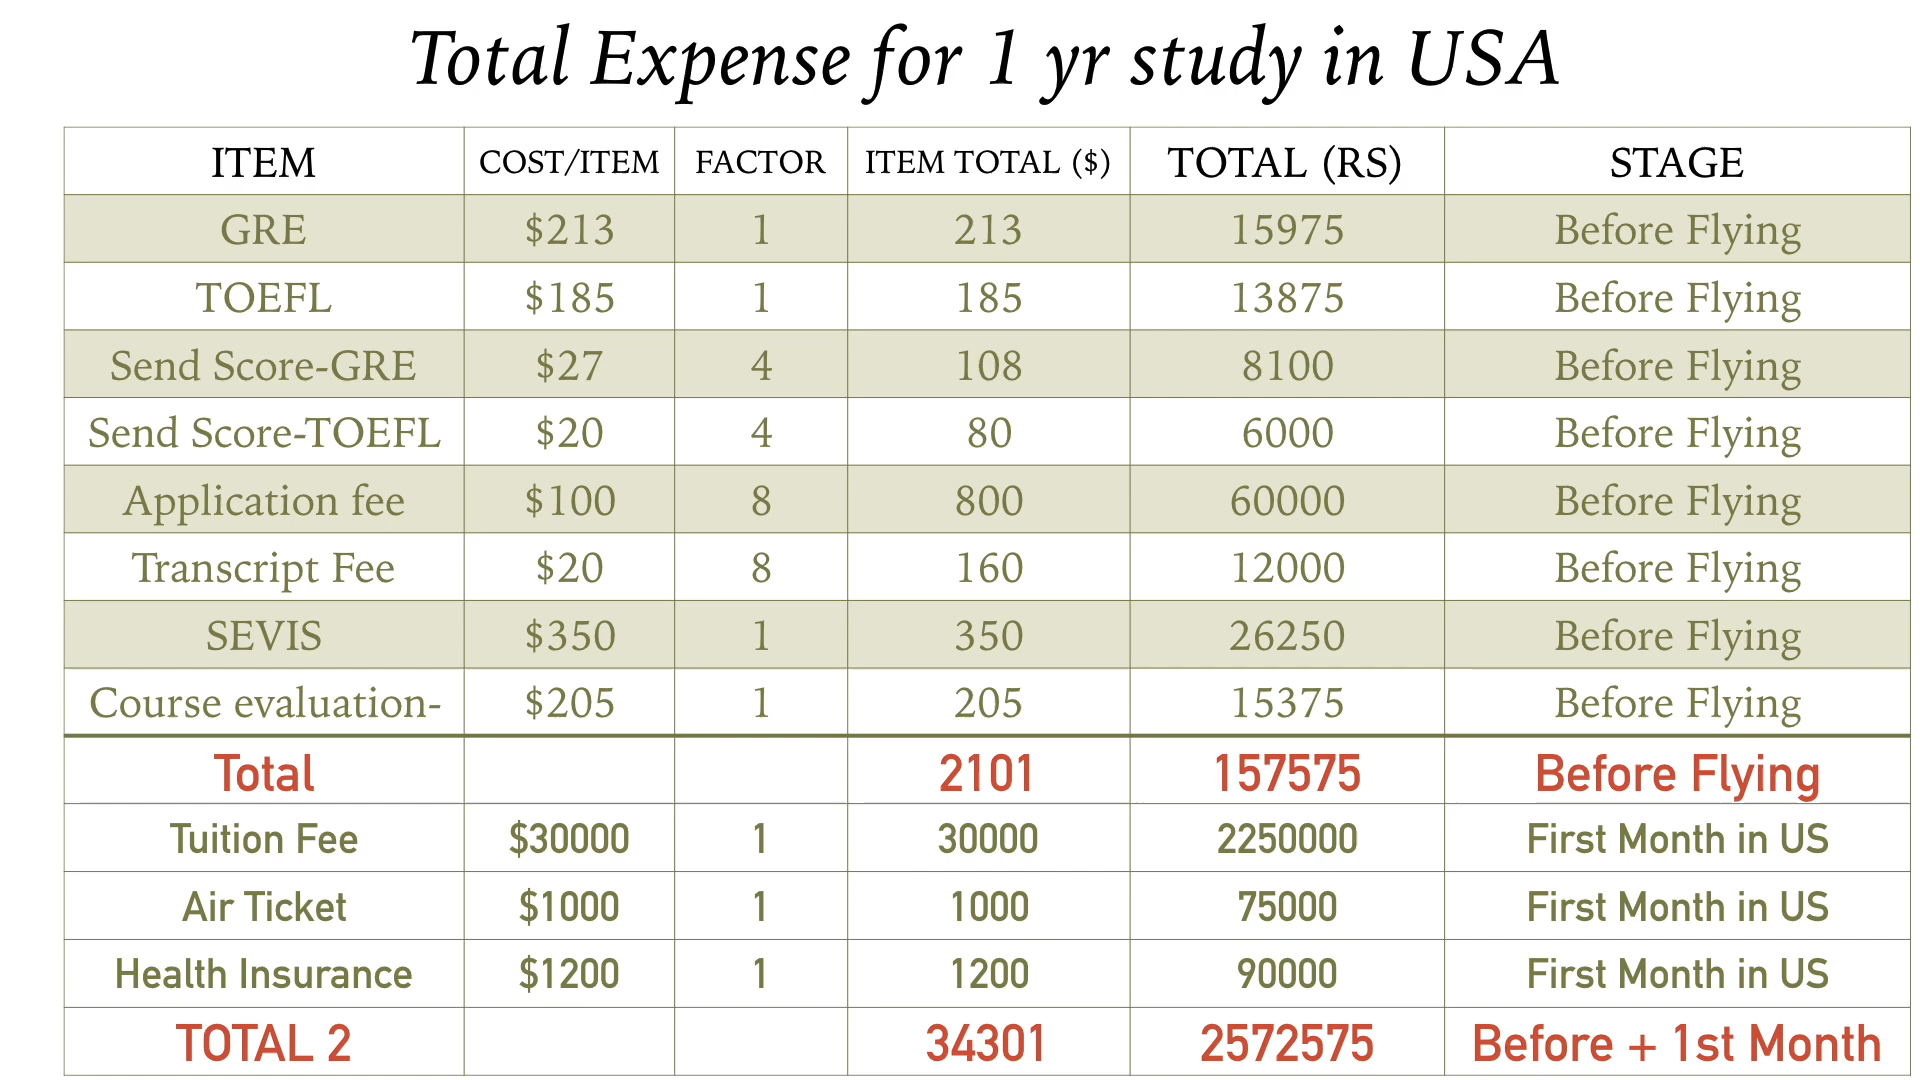 Total Expense for 1 yr study in USA
ITEM COST/ITEM FACTOR ITEM TOTAL ($) TOTAL (RS) STAGE
GRE $213 1 213 15975 Before Flying
TOEFL $185 1 185 13875 Before Flying
Send Score-GRE $27 4 108 8100 Before Flying
Send Score-TOEFL $20 4 80 6000 Before Flying
Application fee $100 8 800 60000 Before Flying
Transcript Fee $20 8 160 12000 Before Flying
SEVIS $350 1 350 26250 Before Flying
Course evaluation- $205 1 205 15375 Before Flying
Total 2101 157575 Before Flying
Tuition Fee $30000 1 30000 2250000 First Month in US
Air Ticket $1000 1 1000 75000 First Month in US
Health Insurance $1200 1 1200 90000 First Month in US
TOTAL 2 34301 2572575 Before + 1st Month